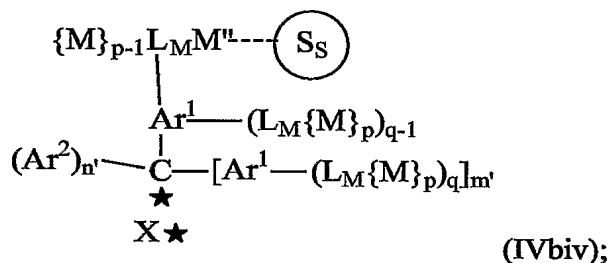 {M}p-1LMM" Ss
Ar¹ (LM{M}p)q-1
(Ar²)n' C [Ar¹ (LM{M}p)q]m'
★
X★
(IVbiv);